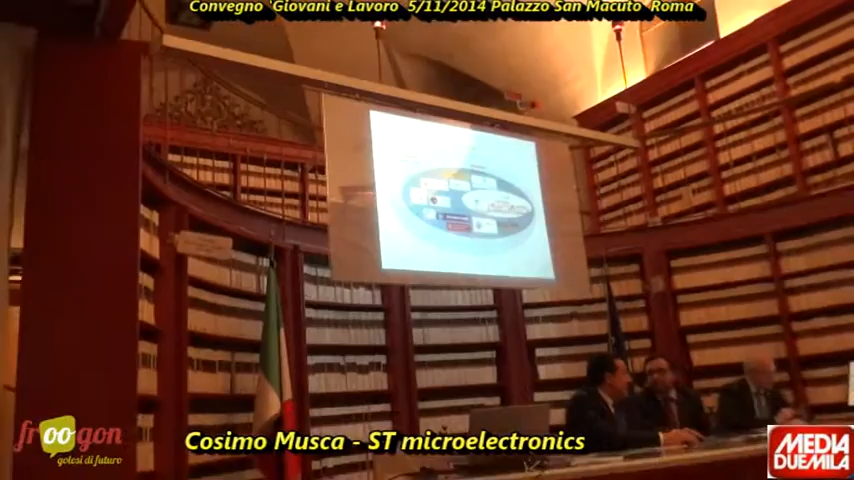 Convegno 'Giovani e Lavoro 5/11/2014 Palazzo San Macuto Roma
froogon
golosi di futuro
Cosimo Musca - ST microelectronics
MEDIA
DUEMILA